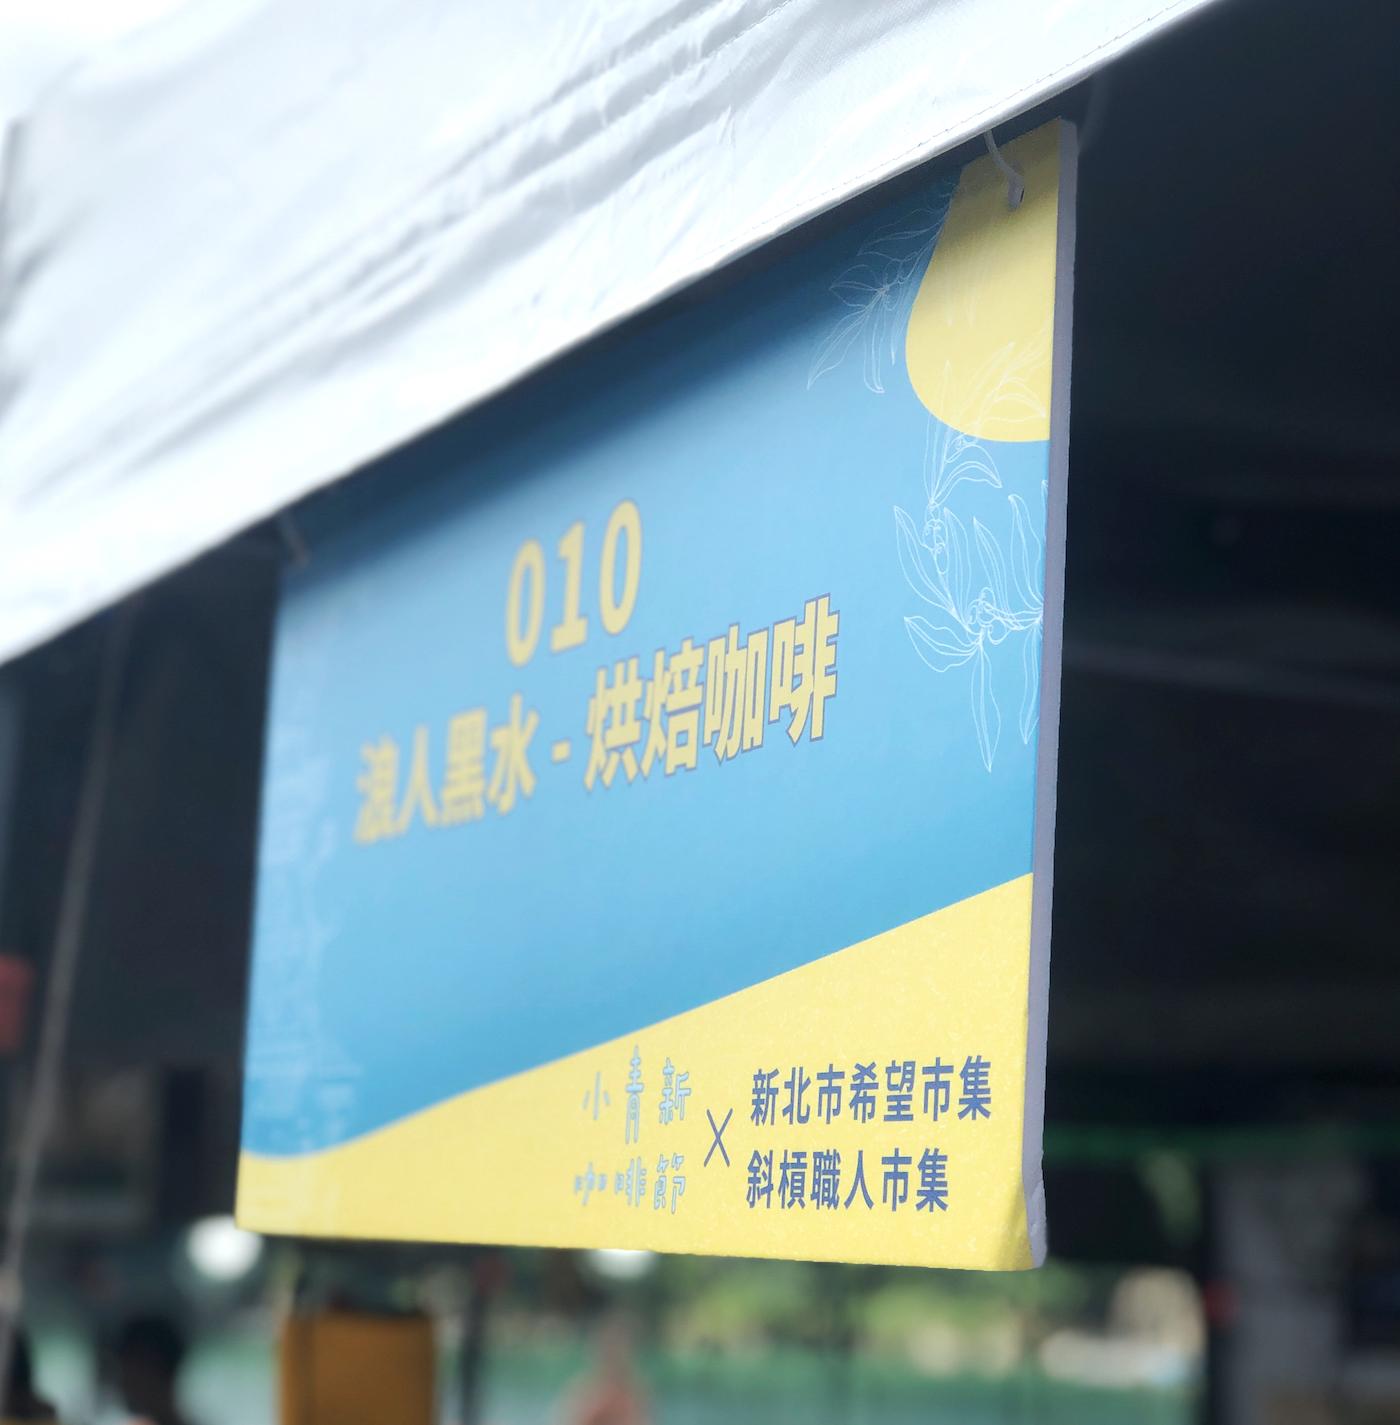 010
浪人黑水 - 烘焙咖啡
小青新
咖啡節
×
新北市希望市集
斜槓職人市集